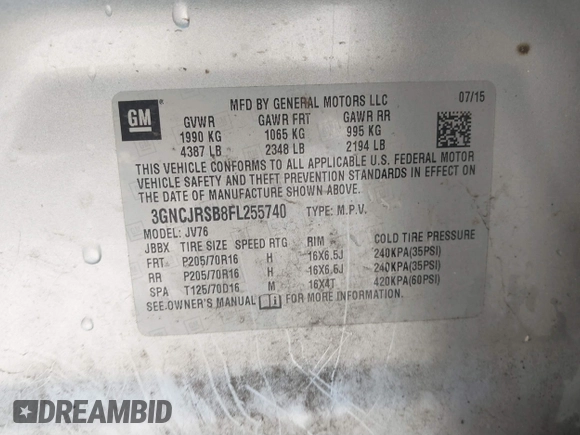 MFD BY GENERAL MOTORS LLC 07/15
GM
GVWR GAWR FRT GAWR RR
1990 KG 1065 KG 995 KG
4387 LB 2348 LB 2194 LB
THIS VEHICLE CONFORMS TO ALL APPLICABLE U.S. FEDERAL MOTOR
VEHICLE SAFETY AND THEFT PREVENTION STANDARDS IN EFFECT ON
THE DATE OF MANUFACTURE SHOWN ABOVE.
3GNCJRSB8FL255740 TYPE: M.P.V.
MODEL: JV76
JBBX TIRE SIZE SPEED RTG RIM COLD TIRE PRESSURE
FRT P205/70R16 H 16X6.5J 240KPA(35PSI)
RR P205/70R16 H 16X6.5J 240KPA(35PSI)
SPA T125/70D16 M 16X4T 420KPA(60PSI)
SEE OWNER'S MANUAL
DREAMBID